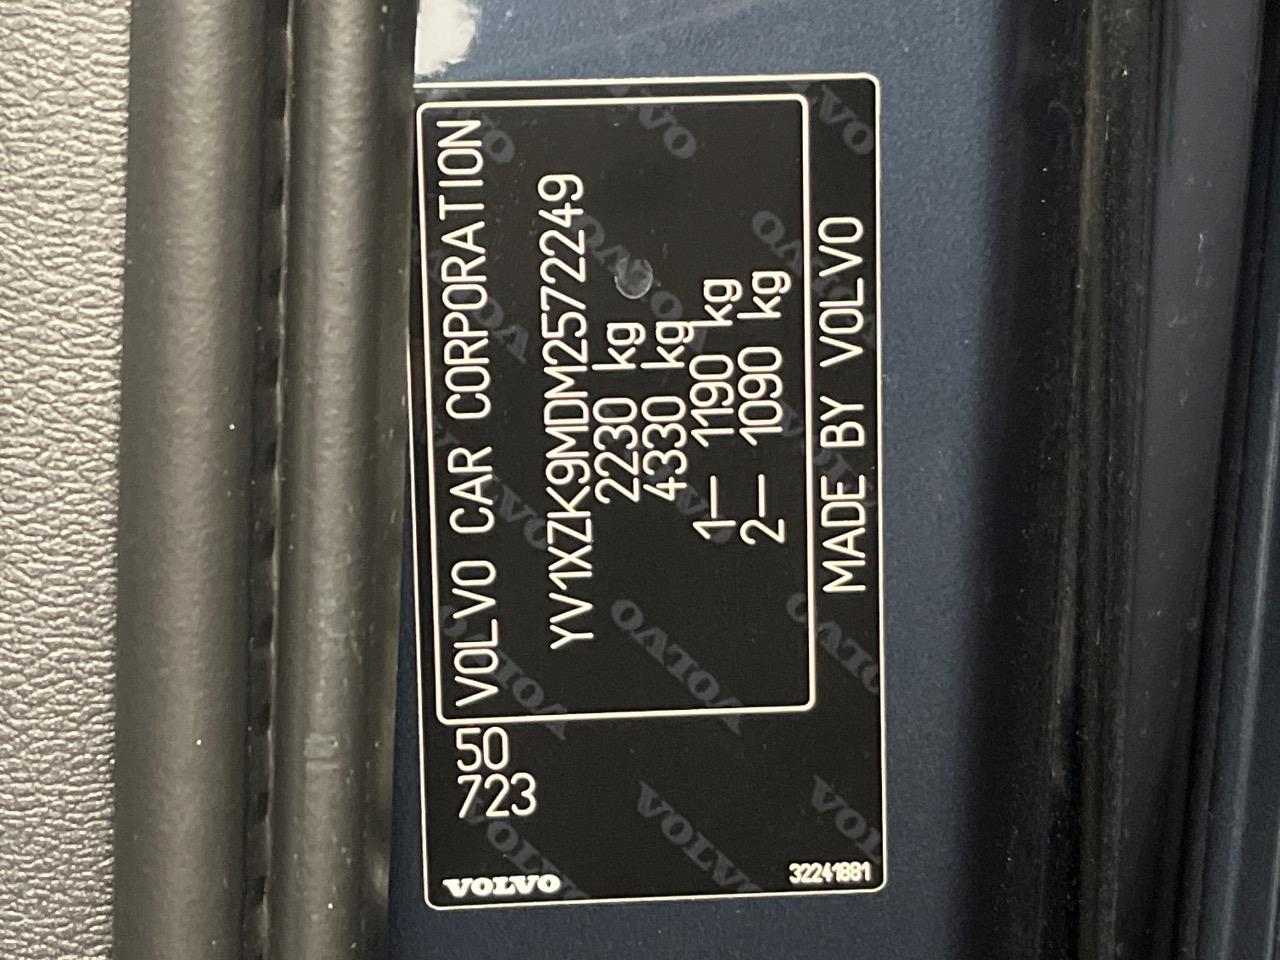 VOLVO CAR CORPORATION
YV1XZK9MDM2572249
2230 kg
4330 kg
1— 1190 kg
2— 1090 kg
MADE BY VOLVO
50
723
VOLVO
32241881